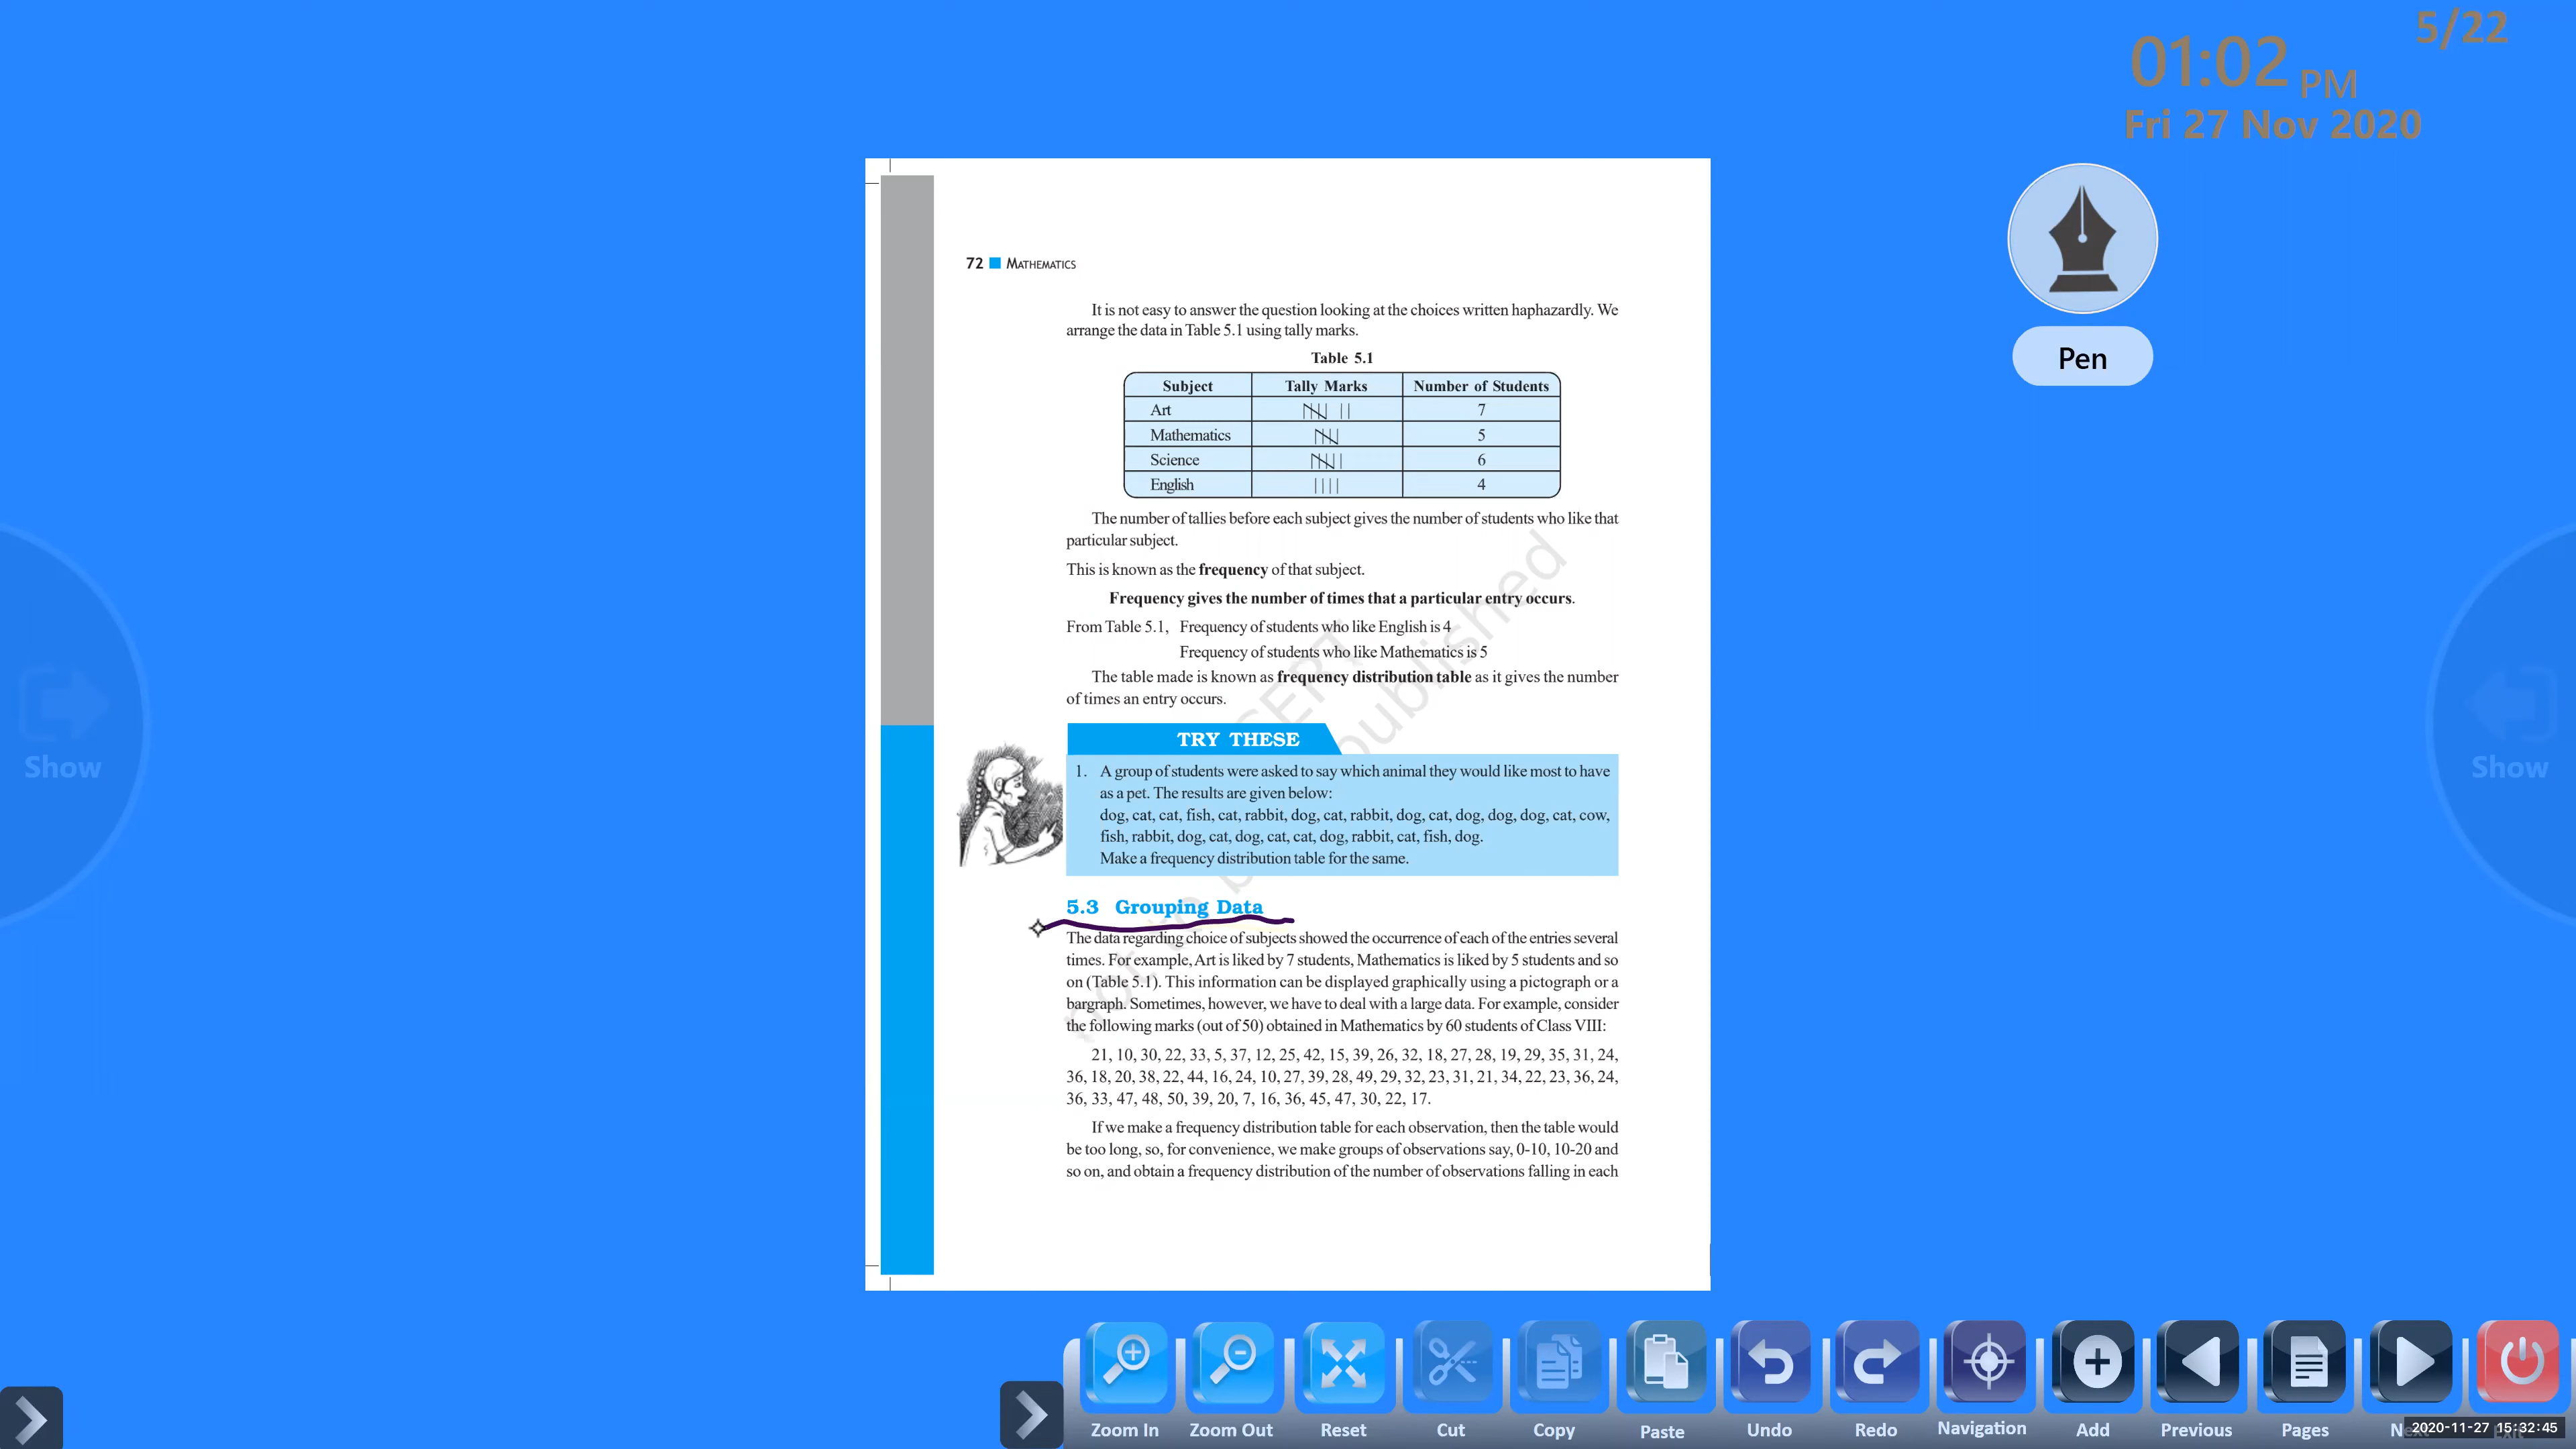 5/22
01:02 PM
Fri 27 Nov 2020
Pen
72 MATHEMATICS
It is not easy to answer the question looking at the choices written haphazardly. We
arrange the data in Table 5.1 using tally marks.
Table 5.1
Subject Tally Marks Number of Students
Art 7
Mathematics 5
Science 6
English 4
The number of tallies before each subject gives the number of students who like that
particular subject.
This is known as the frequency of that subject.
Frequency gives the number of times that a particular entry occurs.
From Table 5.1, Frequency of students who like English is 4
Frequency of students who like Mathematics is 5
The table made is known as frequency distribution table as it gives the number
of times an entry occurs.
TRY THESE
1. A group of students were asked to say which animal they would like most to have
as a pet. The results are given below:
dog, cat, cat, fish, cat, rabbit, dog, cat, rabbit, dog, cat, dog, dog, dog, cat, cow,
fish, rabbit, dog, cat, dog, cat, cat, dog, rabbit, cat, fish, dog.
Make a frequency distribution table for the same.
5.3 Grouping Data
The data regarding choice of subjects showed the occurrence of each of the entries several
times. For example, Art is liked by 7 students, Mathematics is liked by 5 students and so
on (Table 5.1). This information can be displayed graphically using a pictograph or a
bargraph. Sometimes, however, we have to deal with a large data. For example, consider
the following marks (out of 50) obtained in Mathematics by 60 students of Class VIII:
21, 10, 30, 22, 33, 5, 37, 12, 25, 42, 15, 39, 26, 32, 18, 27, 28, 19, 29, 35, 31, 24,
36, 18, 20, 38, 22, 44, 16, 24, 10, 27, 39, 28, 49, 29, 32, 23, 31, 21, 34, 22, 23, 36, 24,
36, 33, 47, 48, 50, 39, 20, 7, 16, 36, 45, 47, 30, 22, 17.
If we make a frequency distribution table for each observation, then the table would
be too long, so, for convenience, we make groups of observations say, 0-10, 10-20 and
so on, and obtain a frequency distribution of the number of observations falling in each
Show
Show
Zoom In Zoom Out Reset Cut Copy Paste Undo Redo Navigation Add Previous Pages
2020-11-27 15:32:45